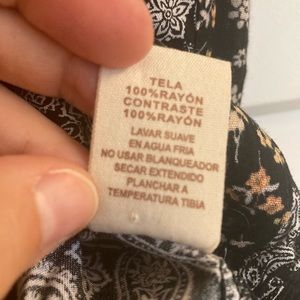 TELA
100%RAYÓN
CONTRASTE
100%RAYÓN
LAVAR SUAVE
EN AGUA FRIA
NO USAR BLANQUEADOR
SECAR EXTENDIDO
PLANCHAR A
TEMPERATURA TIBIA